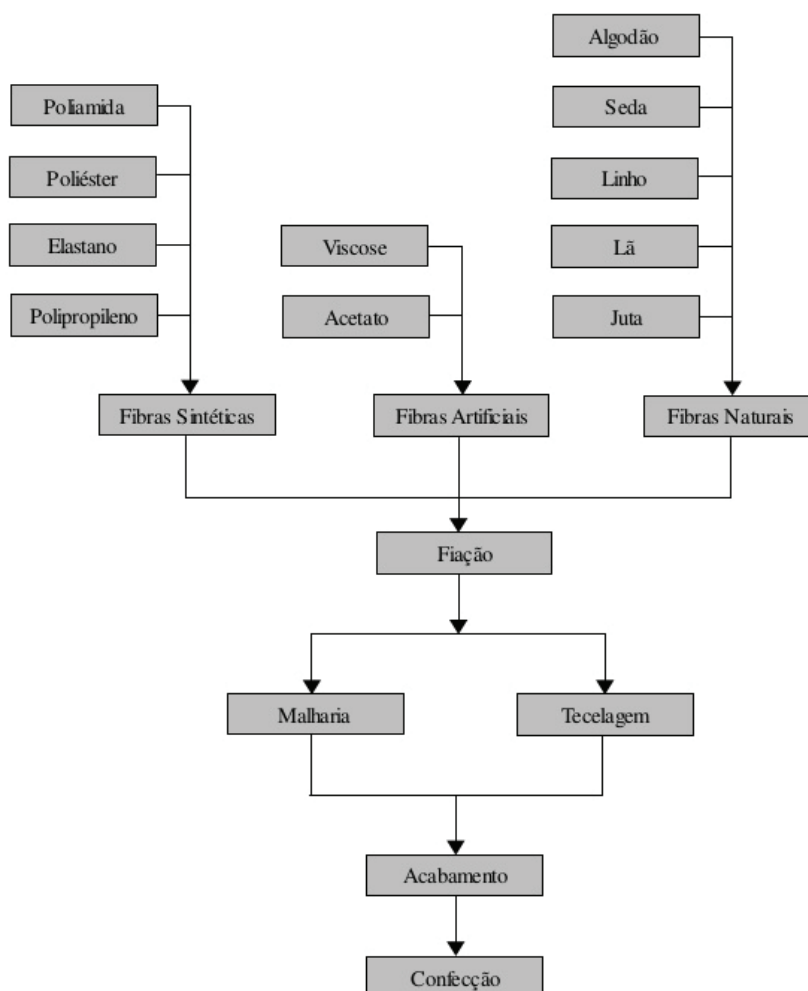 Algodão
Poliamida
Seda
Poliéster
Linho
Elastano
Viscose
Lã
Polipropileno
Acetato
Juta
Fibras Sintéticas
Fibras Artificiais
Fibras Naturais
Fiação
Malharia
Tecelagem
Acabamento
Confecção